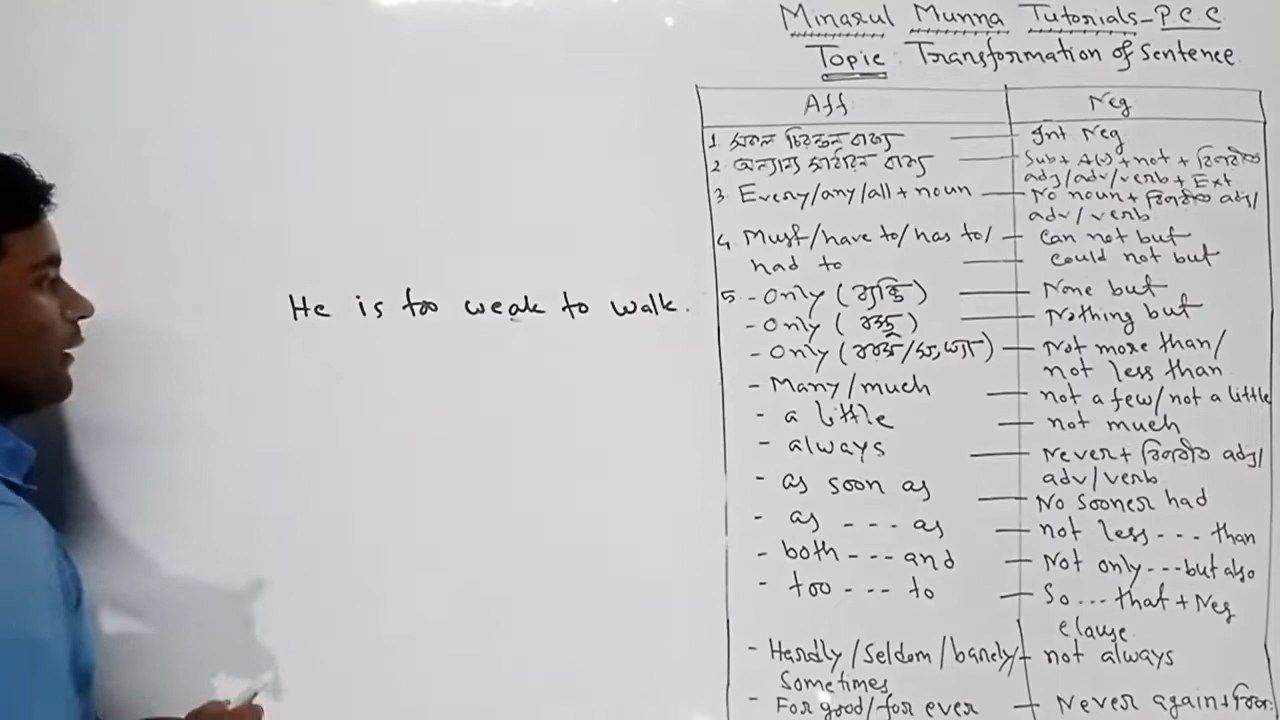 Minarul Munna Tutorials-P.C.C
Topic: Transformation of Sentence
Aff
Neg
1. সকল চিরন্তন বাক্য — Int Neg
2. অন্যান্য সাধারন বাক্য — Sub + A(v) + not + বিপরীত
adj/adv/verb + Ext
3. Every/any/all + noun — No noun + বিপরীত adj/
adv/verb
4. Must/have to/has to/ — Can not but
had to — Could not but
He is too weak to walk.
5 - Only (ব্যক্তি) — None but
- Only (বস্তু) — Nothing but
- Only (বয়স/সংখ্যা) — Not more than/
not less than
- Many/much — not a few/not a little
- a little — not much
- always — Never + বিপরীত adj/
adv/verb
- as soon as — No sooner had
- as --- as — not less --- than
- both --- and — Not only --- but also
- too --- to — So ... that + Neg
clause
- Hardly/Seldom/barely — not always
Sometimes
- For good/for ever — Never again +